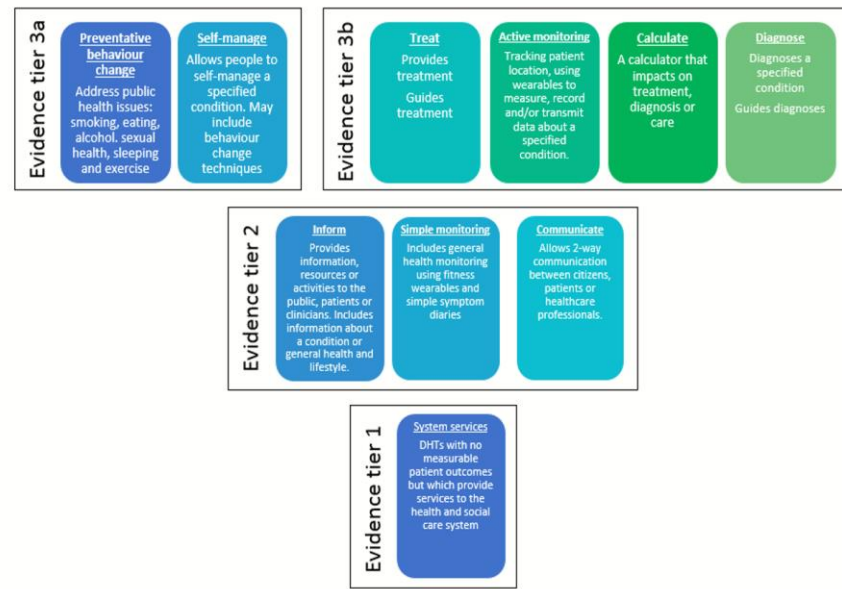 Evidence tier 3a
Preventative
behaviour
change
Address public
health issues:
smoking, eating,
alcohol. sexual
health, sleeping
and exercise
Self-manage
Allows people to
self-manage a
specified
condition. May
include
behaviour
change
techniques
Evidence tier 3b
Treat
Provides
treatment
Guides
treatment
Active monitoring
Tracking patient
location, using
wearables to
measure, record
and/or transmit
data about a
specified
condition.
Calculate
A calculator that
impacts on
treatment,
diagnosis or
care
Diagnose
Diagnoses a
specified
condition
Guides diagnoses
Evidence tier 2
Inform
Provides
information,
resources or
activities to the
public, patients or
clinicians. Includes
information about
a condition or
general health and
lifestyle.
Simple monitoring
Includes general
health monitoring
using fitness
wearables and
simple symptom
diaries
Communicate
Allows 2-way
communication
between citizens,
patients or
healthcare
professionals.
Evidence tier 1
System services
DHTs with no
measurable
patient outcomes
but which provide
services to the
health and social
care system